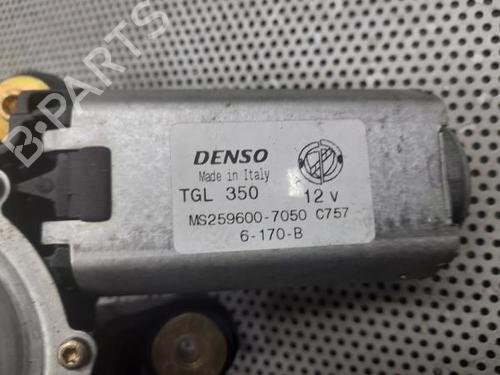 DENSO
Made in Italy
TGL 350 12 V
MS259600-7050 C757
6-170-B
B-PARTS